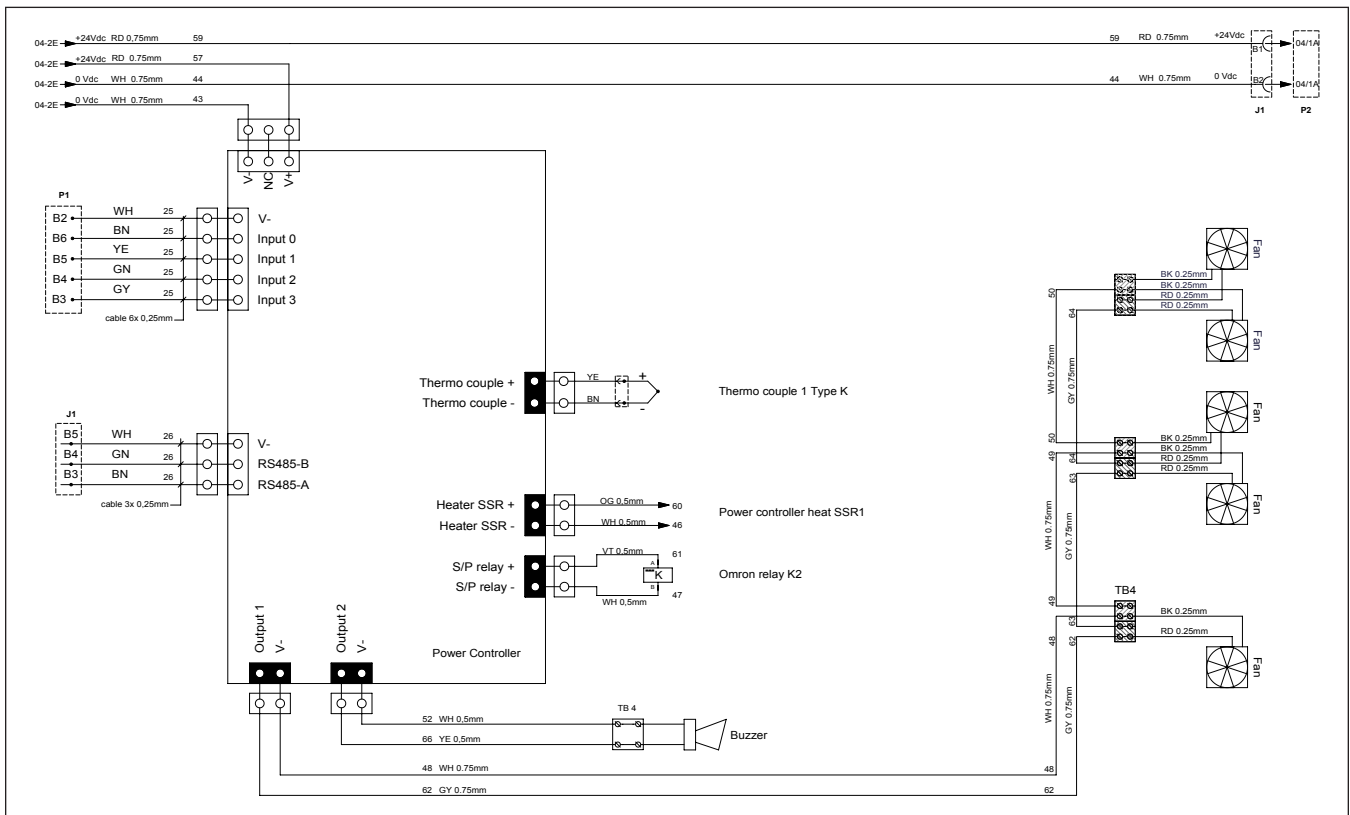 04-2E +24Vdc RD 0,75mm 59 59 RD 0.75mm +24Vdc B1 04/1A
04-2E +24Vdc RD 0.75mm 57
04-2E 0 Vdc WH 0.75mm 44 44 WH 0.75mm 0 Vdc B2 04/1A
04-2E 0 Vdc WH 0.75mm 43
J1 P2
V- NC V+
P1
B2 WH 25 V-
B6 BN 25 Input 0
B5 YE 25 Input 1
B4 GN 25 Input 2
B3 GY 25 Input 3
cable 6x 0,25mm
J1
B5 WH 26 V-
B4 GN 26 RS485-B
B3 BN 26 RS485-A
cable 3x 0,25mm
Thermo couple + YE +
Thermo couple - BN -
Thermo couple 1 Type K
Heater SSR + OG 0,5mm 60
Heater SSR - WH 0,5mm 46
Power controller heat SSR1
S/P relay + VT 0,5mm 61
A
K
B
S/P relay - WH 0,5mm 47
Omron relay K2
Output 1
V-
Output 2
V-
Power Controller
52 WH 0,5mm
66 YE 0,5mm
TB 4
Buzzer
48 WH 0.75mm 48
62 GY 0.75mm 62
Fan
BK 0.25mm
BK 0.25mm
RD 0.25mm
RD 0.25mm
50
64
Fan
WH 0.75mm
GY 0.75mm
Fan
50
64
BK 0.25mm
BK 0.25mm
RD 0.25mm
RD 0.25mm
49
63
Fan
WH 0.75mm
GY 0.75mm
TB4
49
63
BK 0.25mm
RD 0.25mm
48
62
Fan
WH 0.75mm
GY 0.75mm